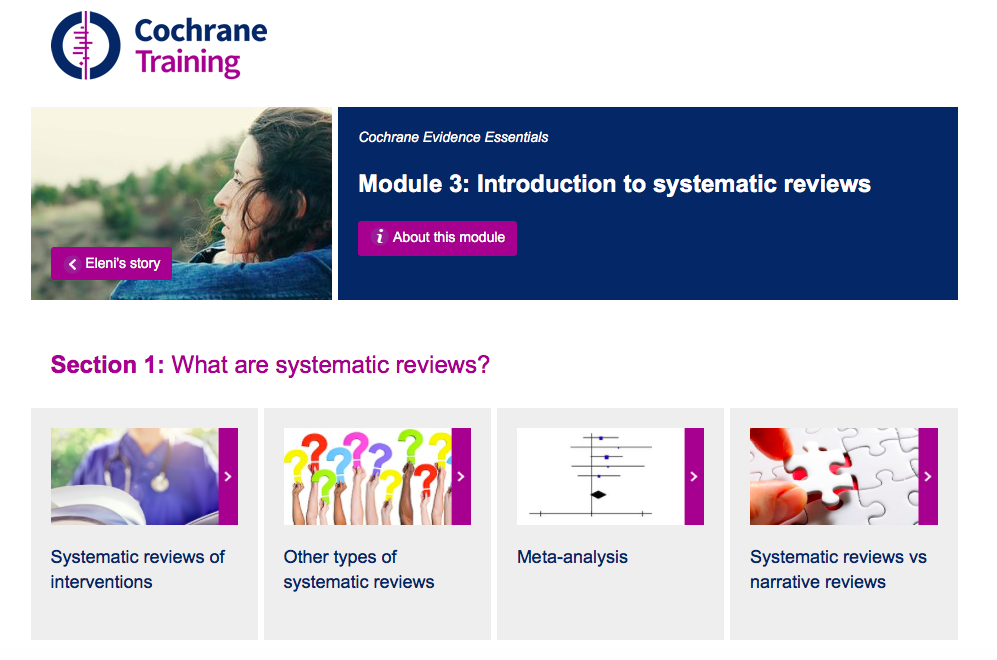 Cochrane
Training
Cochrane Evidence Essentials
Module 3: Introduction to systematic reviews
i About this module
Eleni's story
Section 1: What are systematic reviews?
Systematic reviews of
interventions
Other types of
systematic reviews
Meta-analysis
Systematic reviews vs
narrative reviews